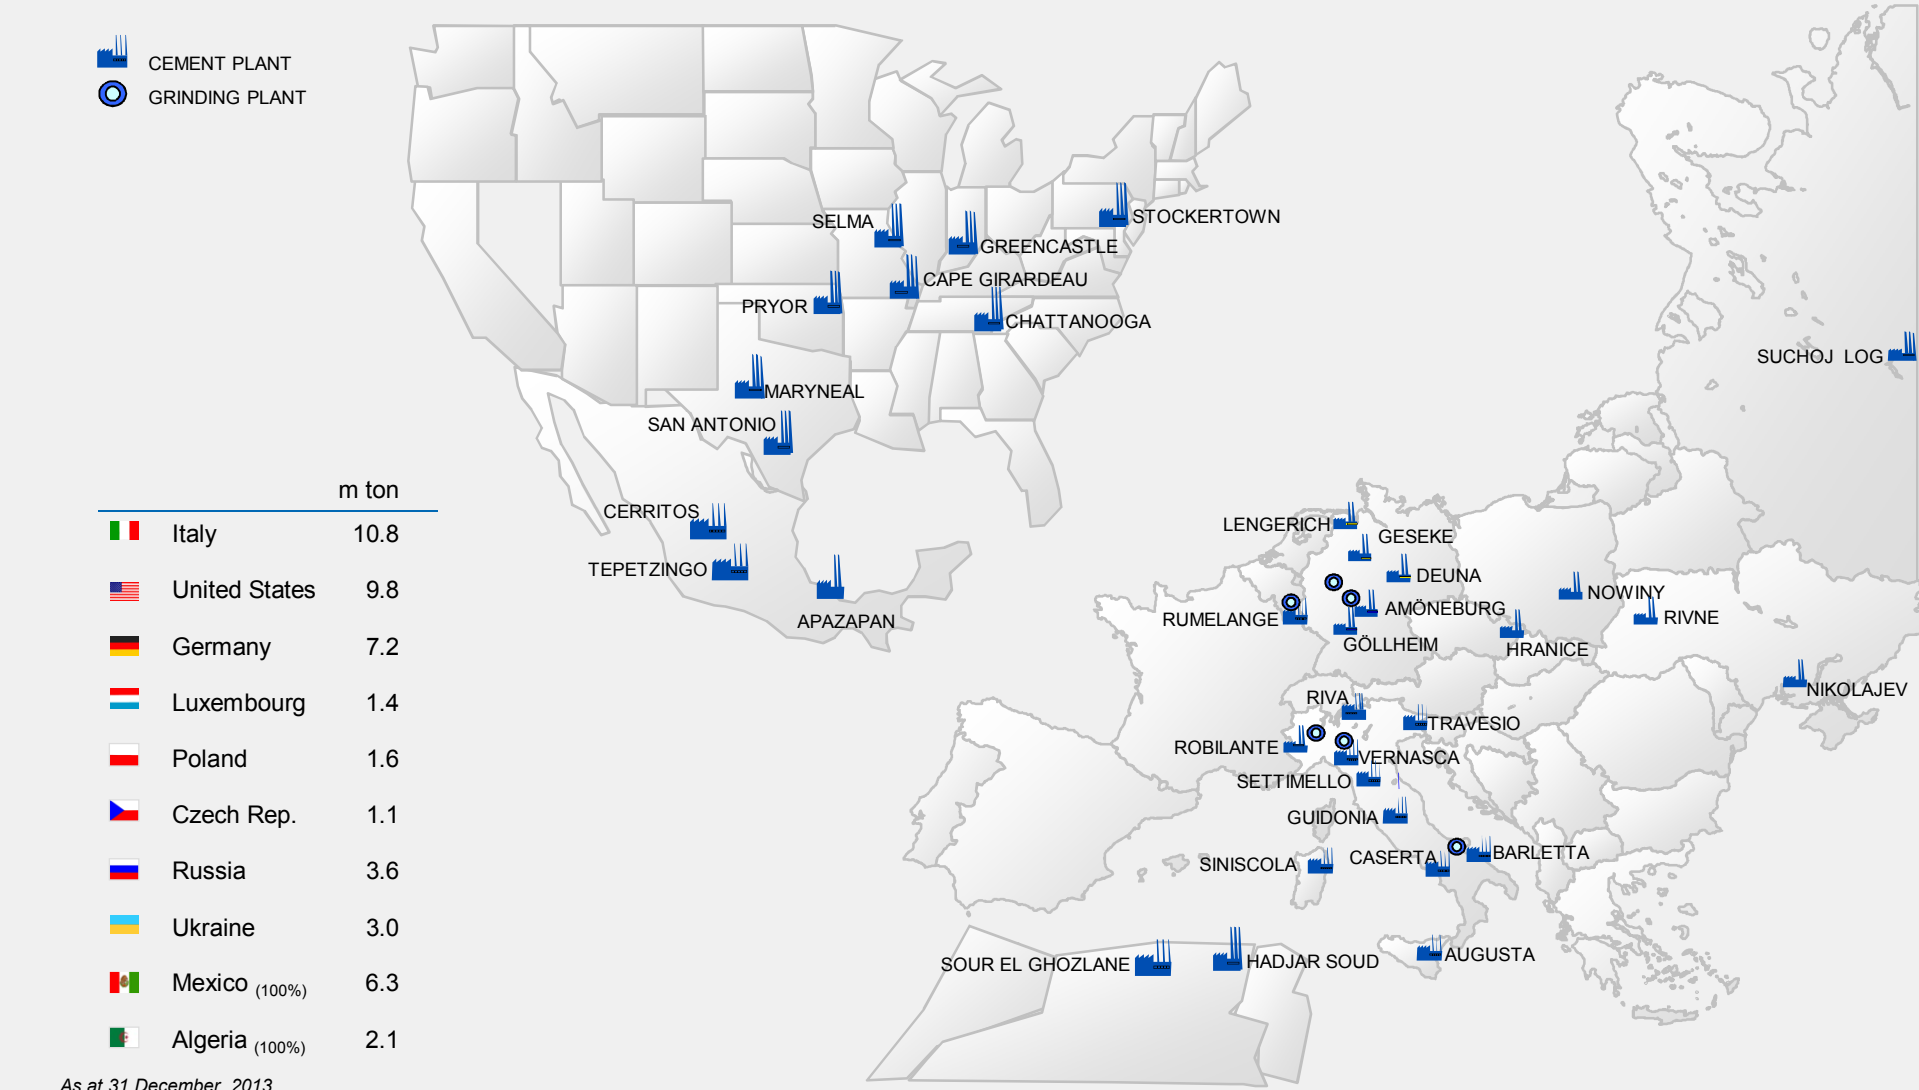 CEMENT PLANT
GRINDING PLANT
SELMA
STOCKERTOWN
GREENCASTLE
CAPE GIRARDEAU
PRYOR
CHATTANOOGA
SUCHOJ LOG
MARYNEAL
SAN ANTONIO
CERRITOS
TEPETZINGO
APAZAPAN
LENGERICH
GESEKE
DEUNA
NOWINY
AMÖNEBURG
RUMELANGE
RIVNE
GÖLLHEIM
HRANICE
NIKOLAJEV
RIVA
TRAVESIO
ROBILANTE
VERNASCA
SETTIMELLO
GUIDONIA
CASERTA
BARLETTA
SINISCOLA
AUGUSTA
SOUR EL GHOZLANE
HADJAR SOUD
m ton
Italy 10.8
United States 9.8
Germany 7.2
Luxembourg 1.4
Poland 1.6
Czech Rep. 1.1
Russia 3.6
Ukraine 3.0
Mexico (100%) 6.3
Algeria (100%) 2.1
As at 31 December, 2013